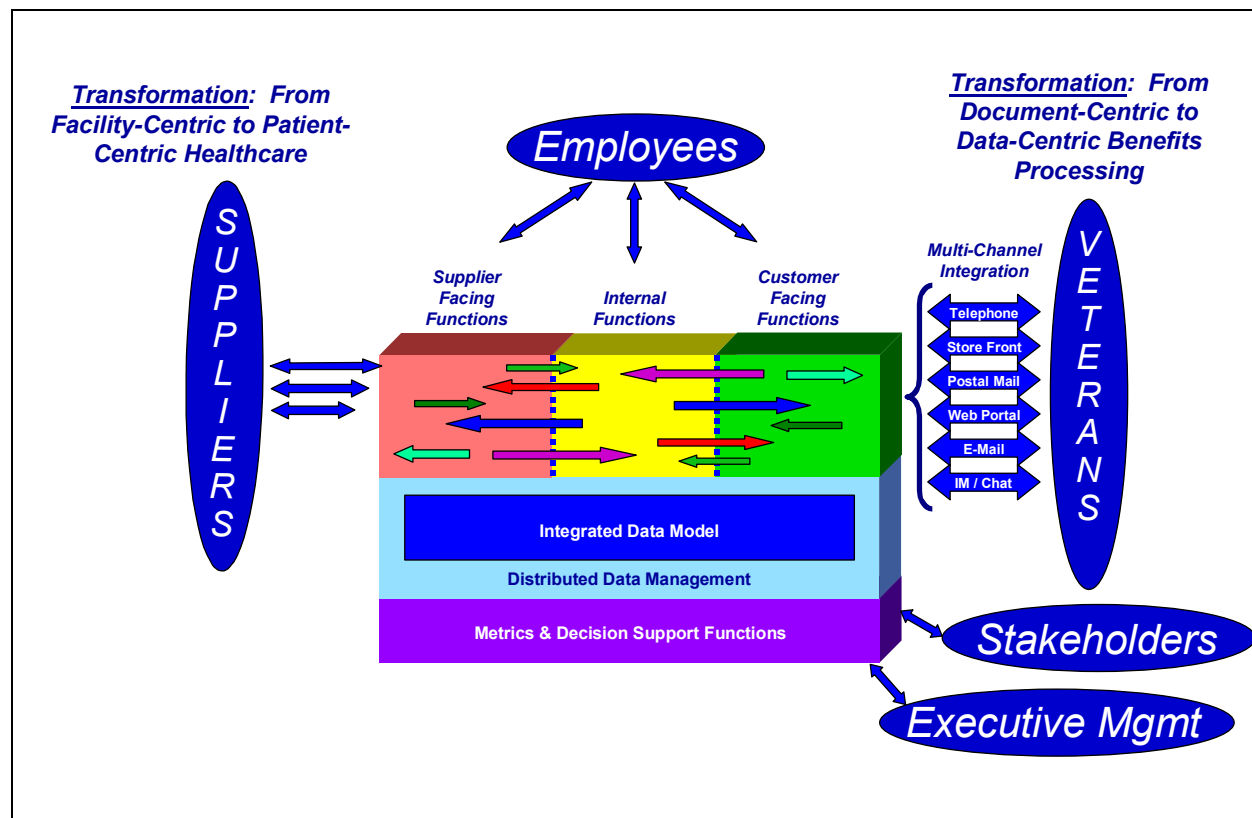 Transformation: From
Facility-Centric to Patient-
Centric Healthcare
Employees
Transformation: From
Document-Centric to
Data-Centric Benefits
Processing
SUPPLIERS
Supplier
Facing
Functions
Internal
Functions
Customer
Facing
Functions
Multi-Channel
Integration
Telephone
Store Front
Postal Mail
Web Portal
E-Mail
IM / Chat
VETERANS
Integrated Data Model
Distributed Data Management
Metrics & Decision Support Functions
Stakeholders
Executive Mgmt